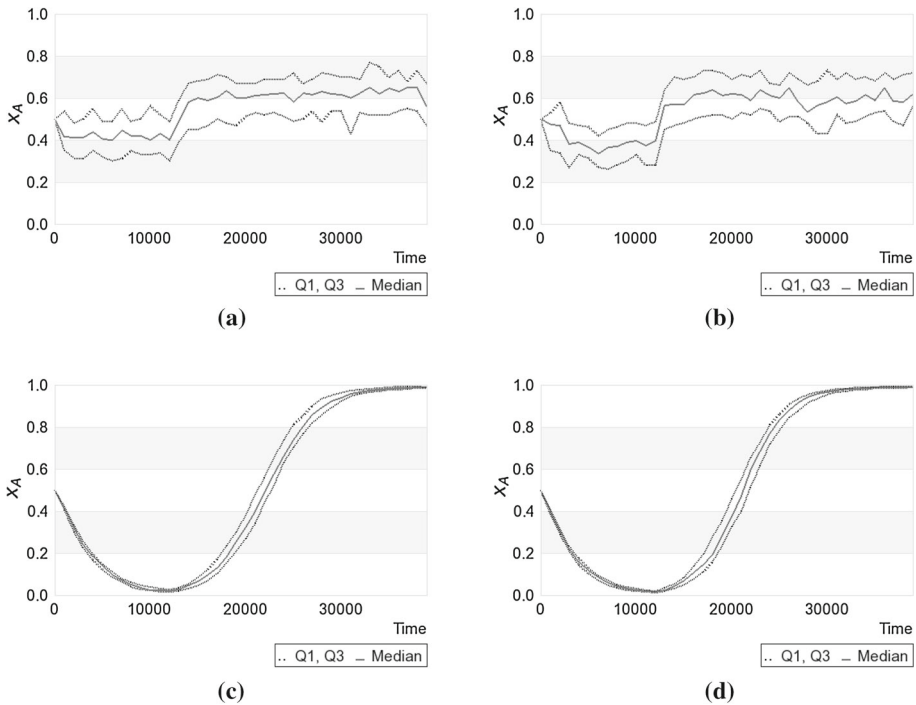 1.0 1.0
0.8 0.8
0.6 0.6
x_A x_A
0.4 0.4
0.2 0.2
0.0 0.0
0 10000 20000 30000 0 10000 20000 30000
Time Time
.. Q1, Q3 — Median .. Q1, Q3 — Median
(a) (b)
1.0 1.0
0.8 0.8
0.6 0.6
x_A x_A
0.4 0.4
0.2 0.2
0.0 0.0
0 10000 20000 30000 0 10000 20000 30000
Time Time
.. Q1, Q3 — Median .. Q1, Q3 — Median
(c) (d)